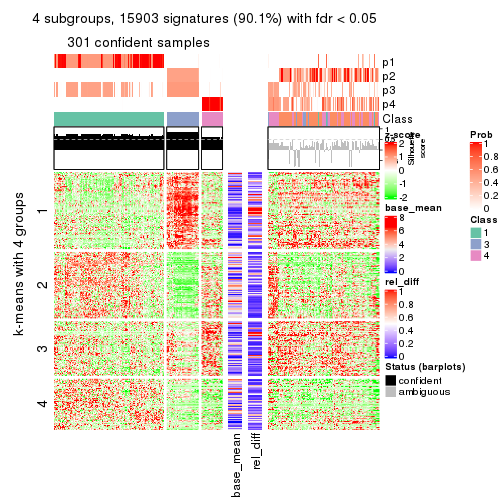 4 subgroups, 15903 signatures (90.1%) with fdr < 0.05
301 confident samples
p1
p2
p3
p4
Class
1
Silhouette
score
z-score
2
1
0
-1
-2
base_mean
8
6
4
2
0
rel_diff
1
0.8
0.6
0.4
0.2
0
Status (barplots)
confident
ambiguous
Prob
1
0.8
0.6
0.4
0.2
0
Class
1
3
4
k-means with 4 groups
1
2
3
4
base_mean
rel_diff